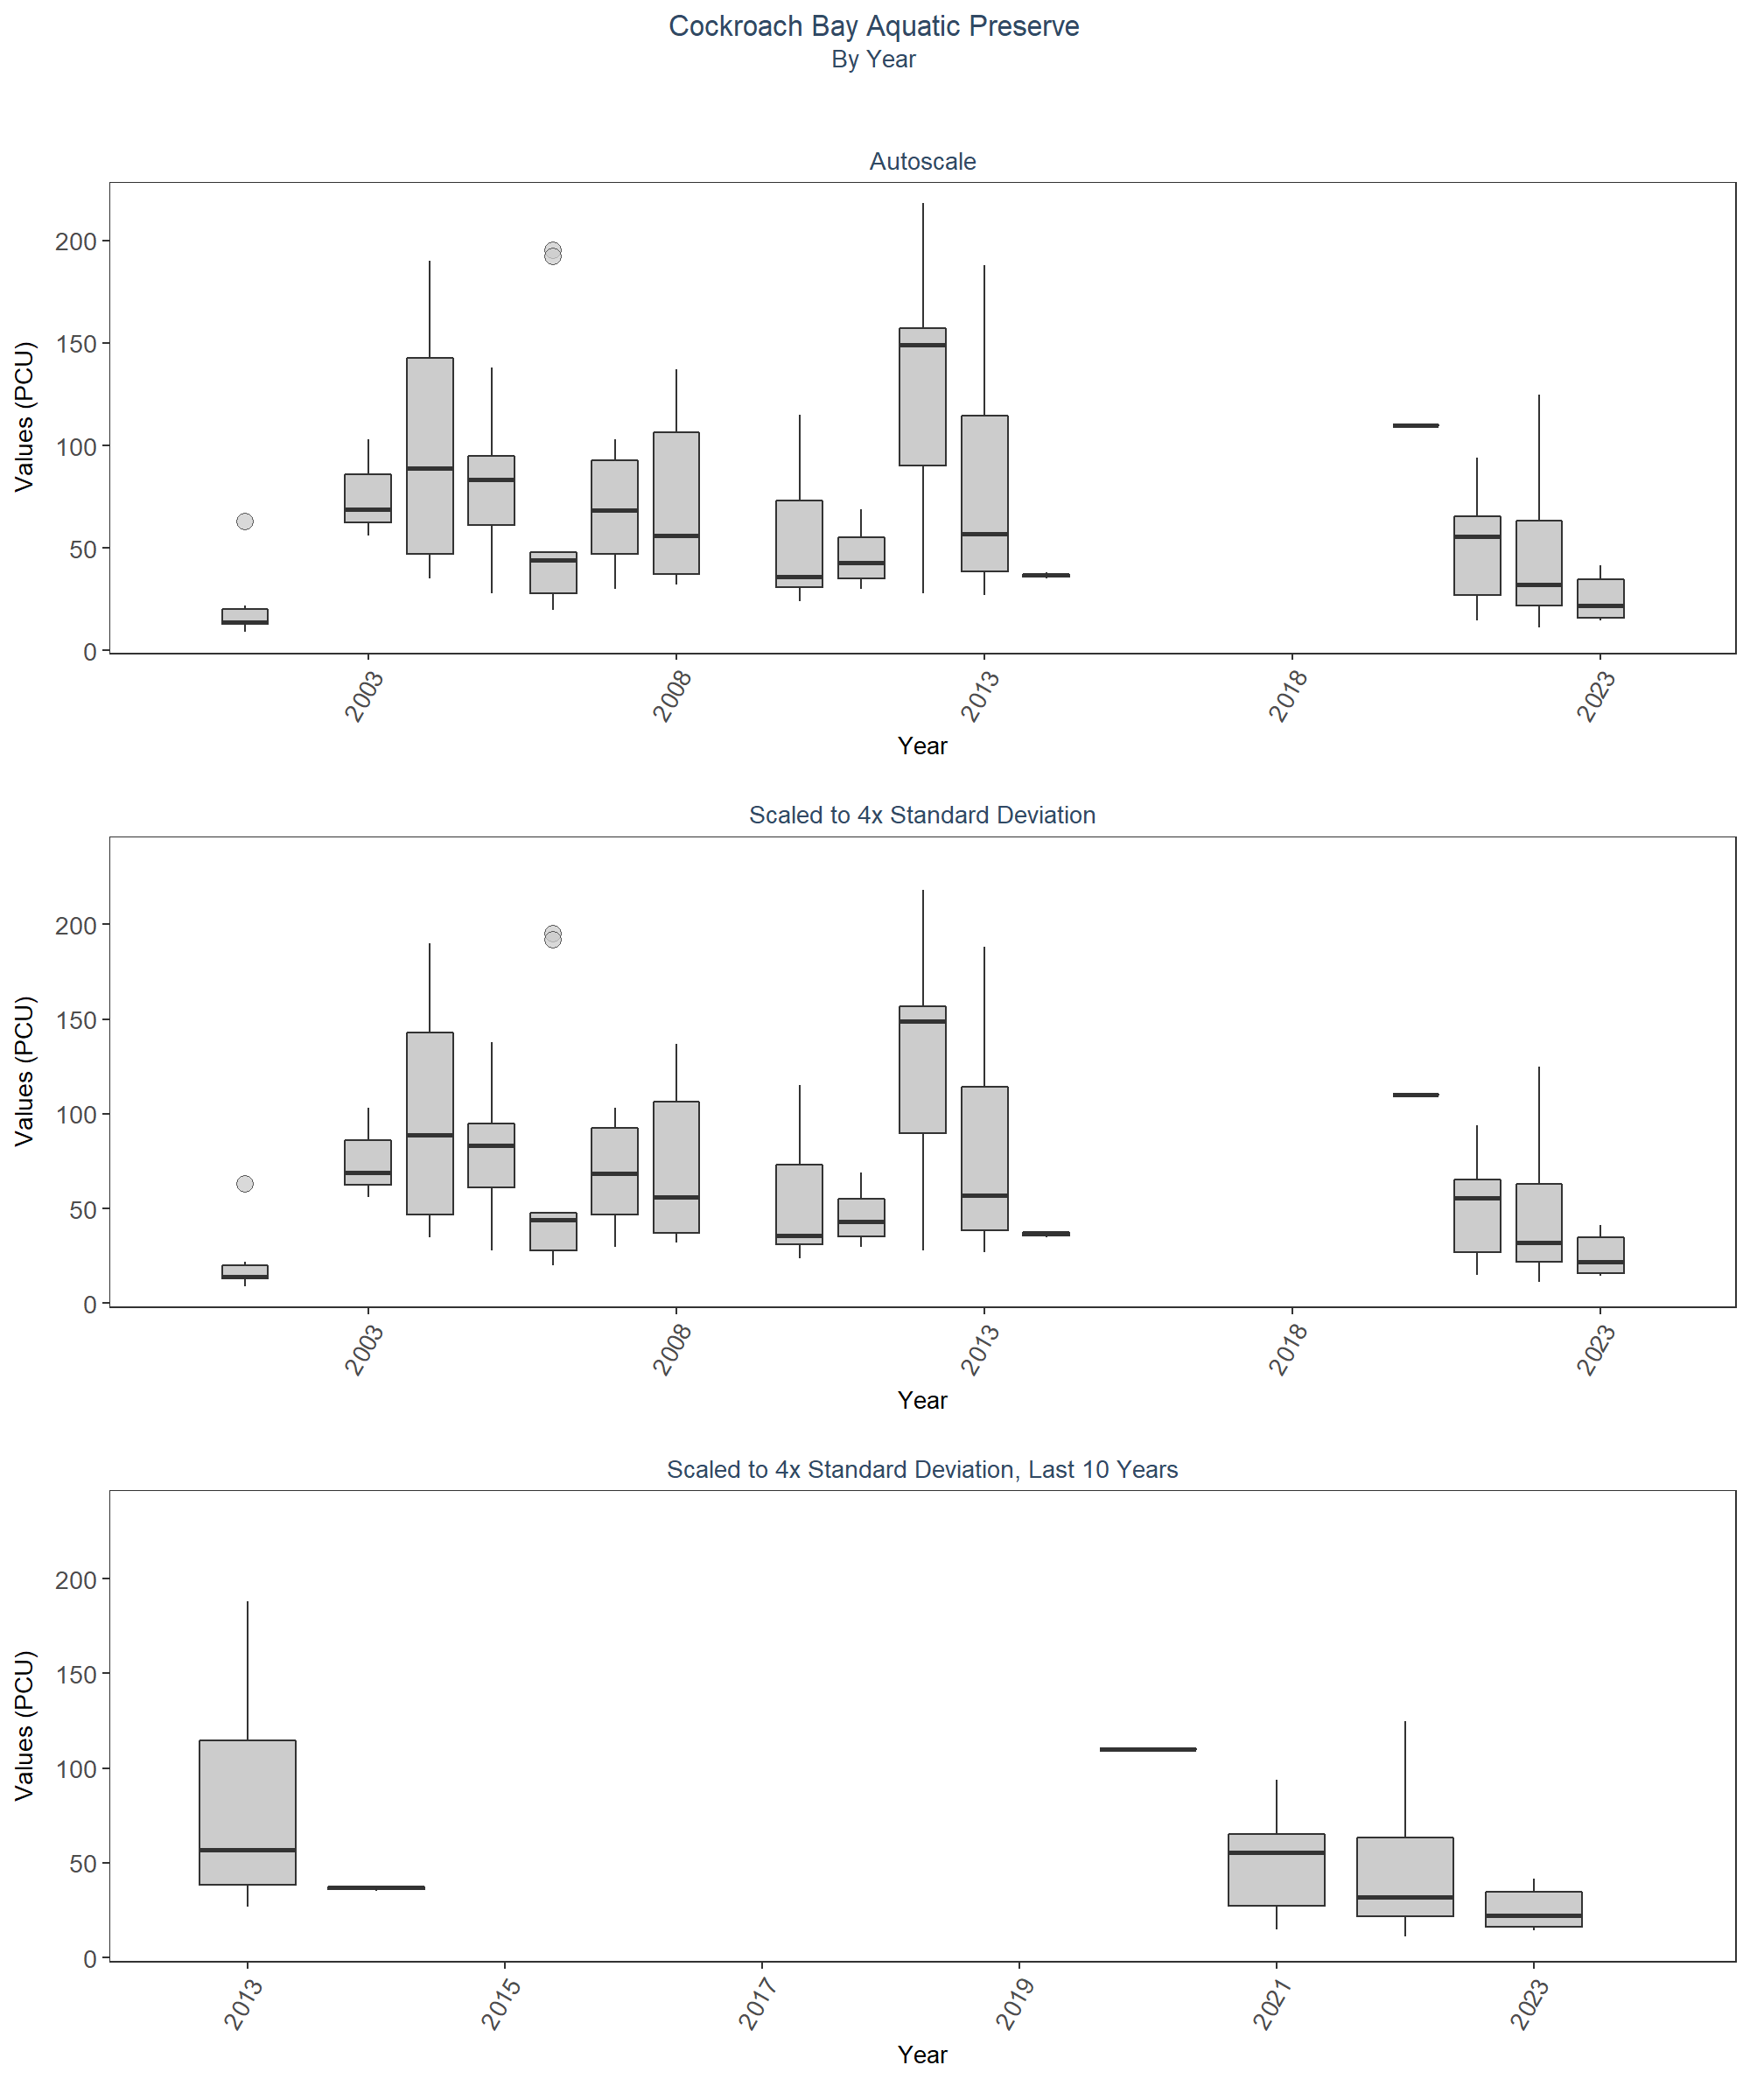 Cockroach Bay Aquatic Preserve
By Year
Autoscale
Values (PCU)
200
150
100
50
0
2003 2008 2013 2018 2023
Year
Scaled to 4x Standard Deviation
Values (PCU)
200
150
100
50
0
2003 2008 2013 2018 2023
Year
Scaled to 4x Standard Deviation, Last 10 Years
Values (PCU)
200
150
100
50
0
2013 2015 2017 2019 2021 2023
Year